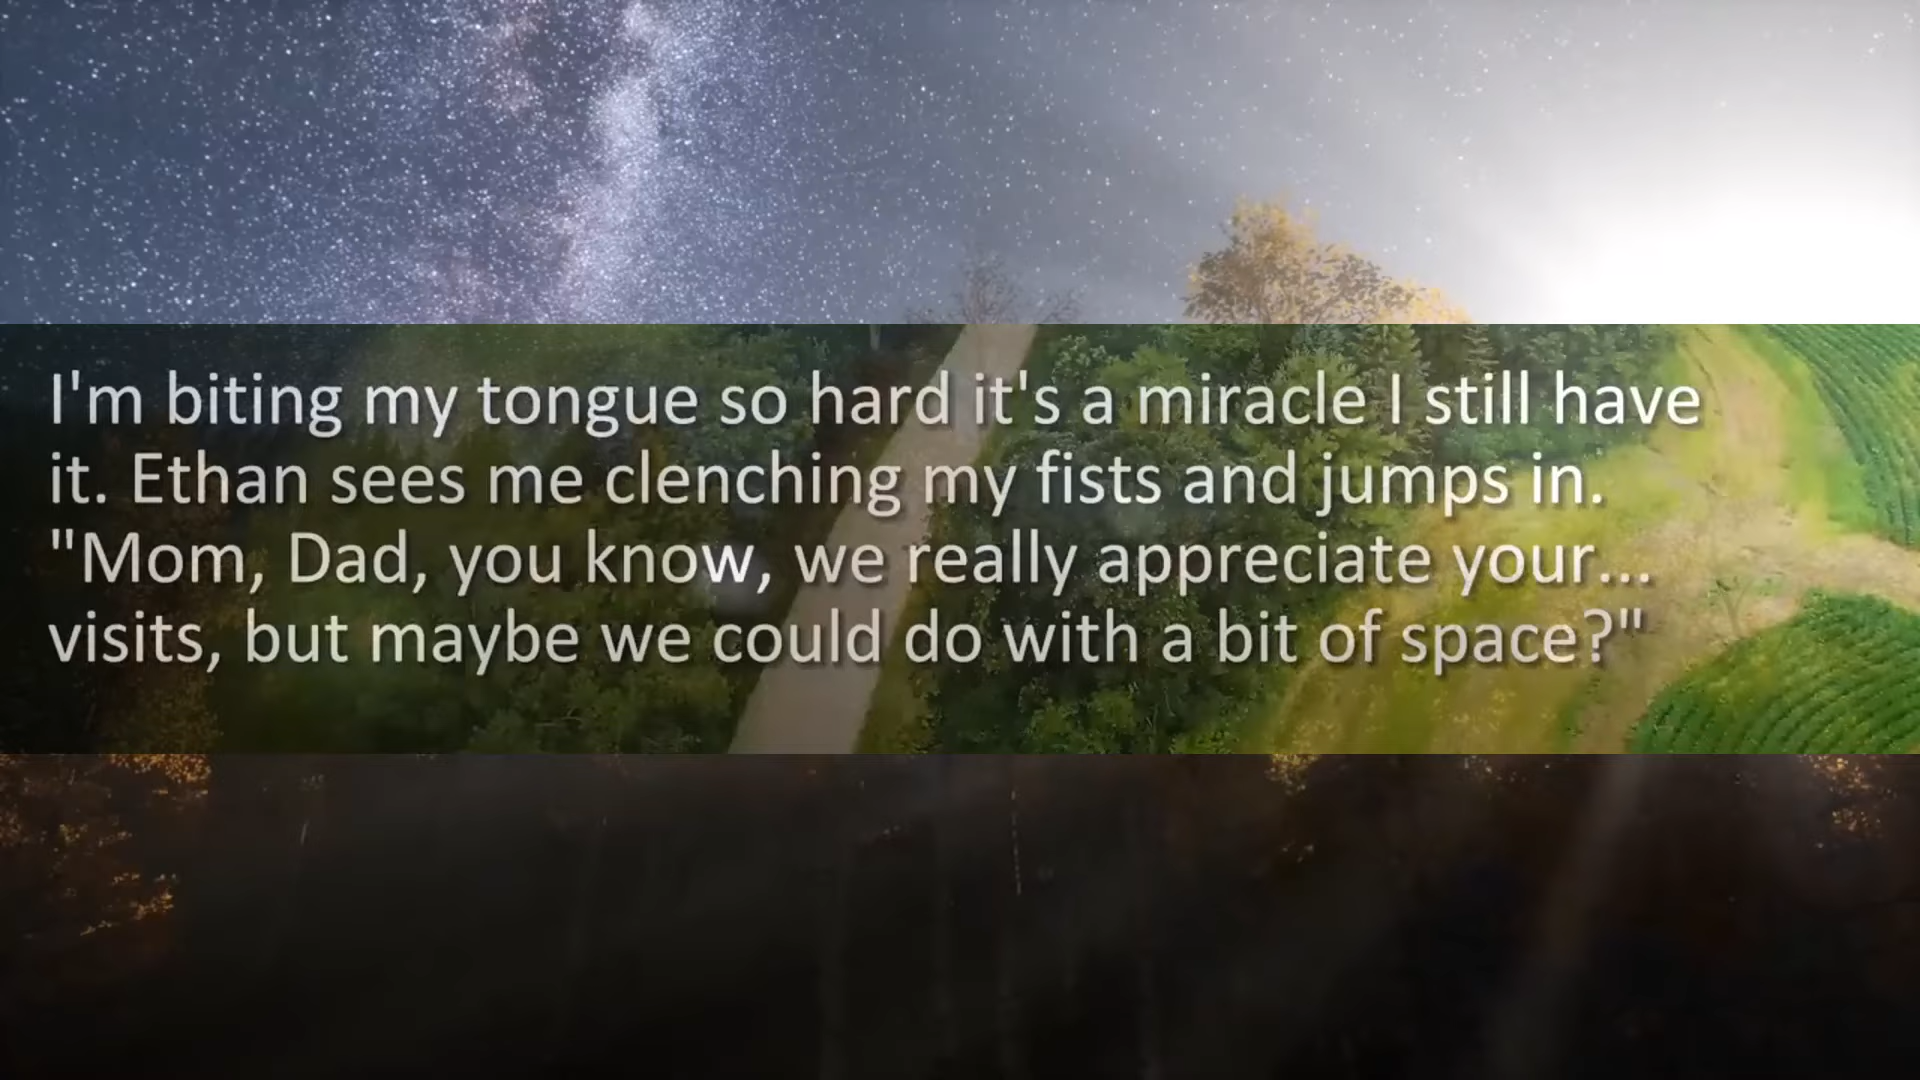 I'm biting my tongue so hard it's a miracle I still have
it. Ethan sees me clenching my fists and jumps in.
"Mom, Dad, you know, we really appreciate your...
visits, but maybe we could do with a bit of space?"